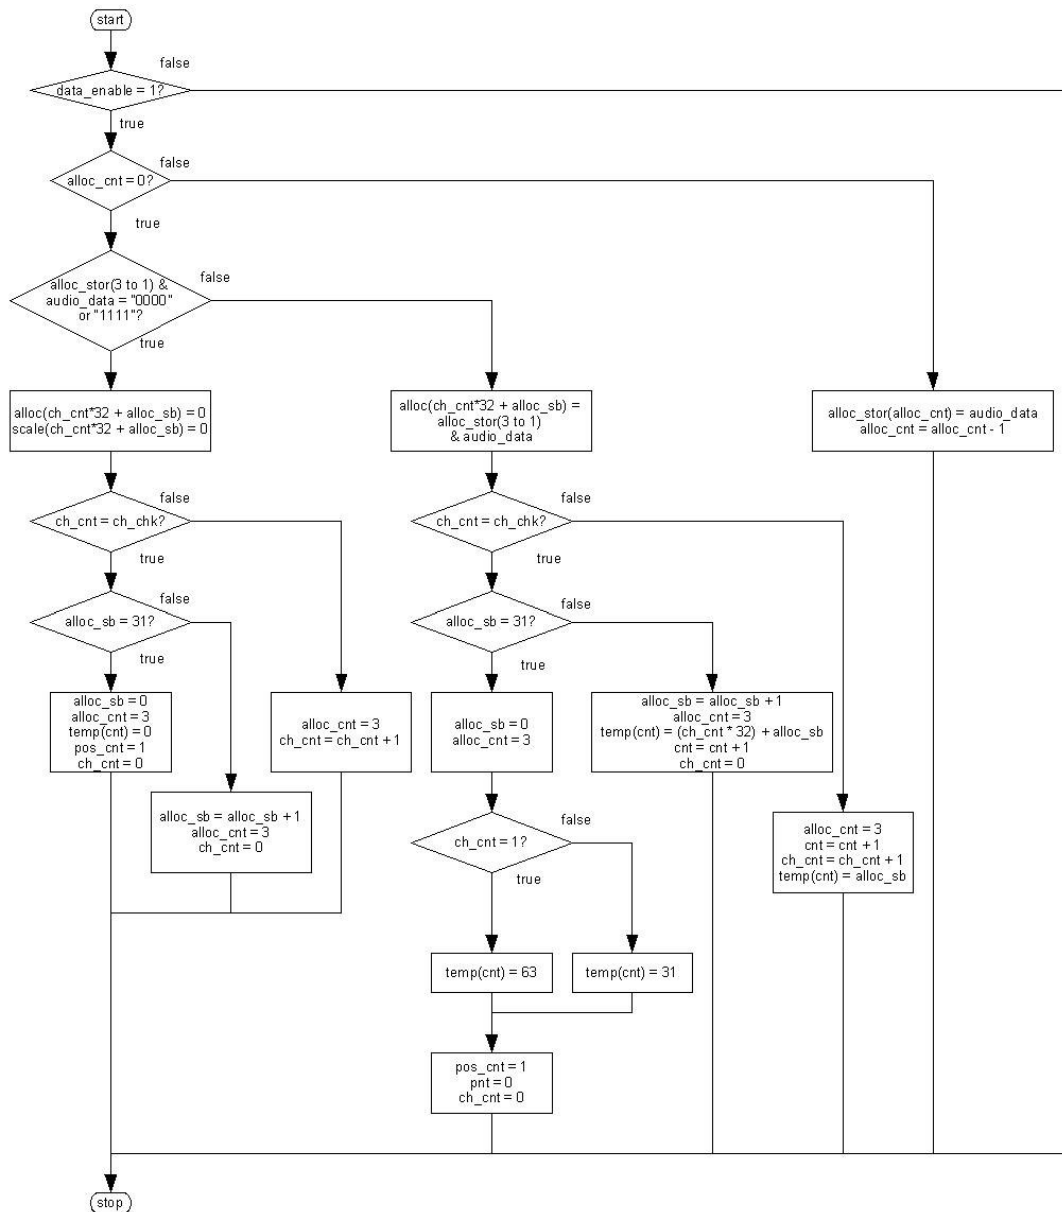 start
false
data_enable = 1?
true
false
alloc_cnt = 0?
true
false
alloc_stor(3 to 1) &
audio_data = "0000"
or "1111"?
true
alloc(ch_cnt*32 + alloc_sb) = 0
scale(ch_cnt*32 + alloc_sb) = 0
alloc(ch_cnt*32 + alloc_sb) =
alloc_stor(3 to 1)
& audio_data
alloc_stor(alloc_cnt) = audio_data
alloc_cnt = alloc_cnt - 1
false
ch_cnt = ch_chk?
true
false
ch_cnt = ch_chk?
true
false
alloc_sb = 31?
true
false
alloc_sb = 31?
true
alloc_sb = 0
alloc_cnt = 3
temp(cnt) = 0
pos_cnt = 1
ch_cnt = 0
alloc_cnt = 3
ch_cnt = ch_cnt + 1
alloc_sb = 0
alloc_cnt = 3
alloc_sb = alloc_sb + 1
alloc_cnt = 3
temp(cnt) = (ch_cnt * 32) + alloc_sb
cnt = cnt + 1
ch_cnt = 0
alloc_sb = alloc_sb + 1
alloc_cnt = 3
ch_cnt = 0
false
ch_cnt = 1?
true
alloc_cnt = 3
cnt = cnt + 1
ch_cnt = ch_cnt + 1
temp(cnt) = alloc_sb
temp(cnt) = 63
temp(cnt) = 31
pos_cnt = 1
pnt = 0
ch_cnt = 0
stop